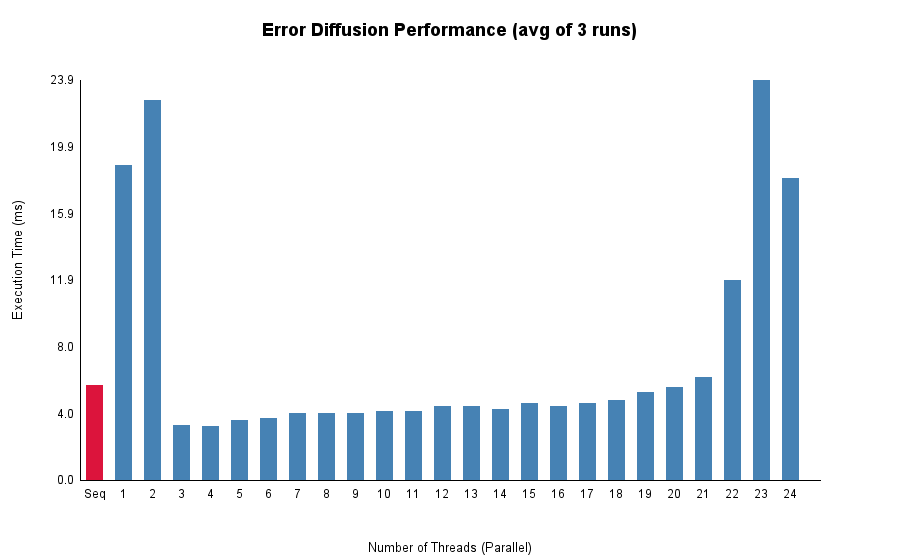 Error Diffusion Performance (avg of 3 runs)
23.9
19.9
15.9
11.9
8.0
4.0
0.0
Execution Time (ms)
Seq 1 2 3 4 5 6 7 8 9 10 11 12 13 14 15 16 17 18 19 20 21 22 23 24
Number of Threads (Parallel)